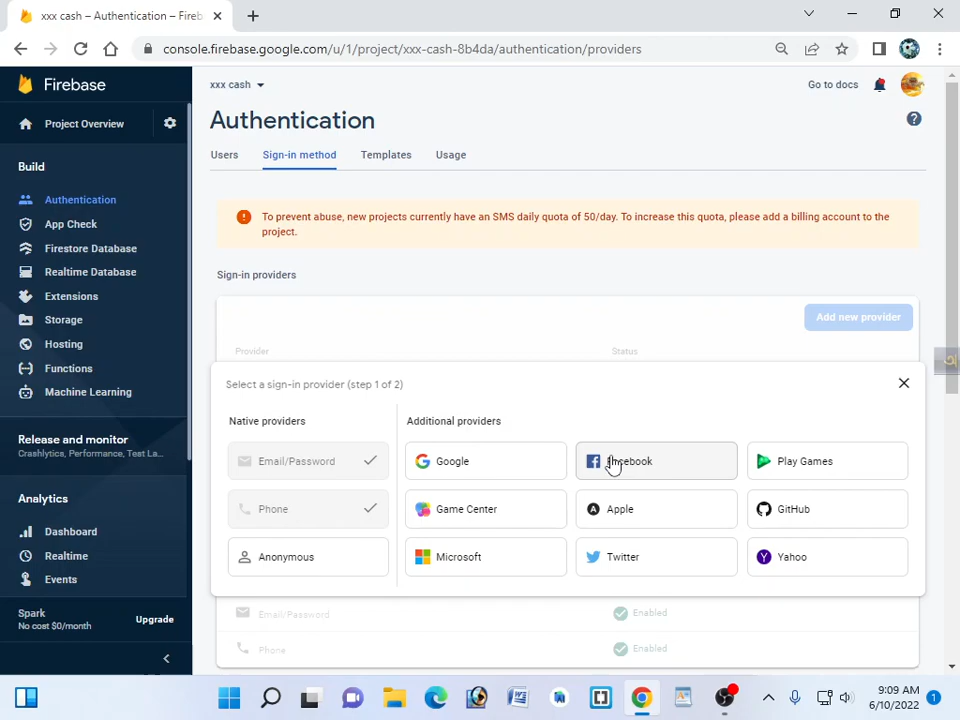 xxx cash – Authentication – Fireb
console.firebase.google.com/u/1/project/xxx-cash-8b4da/authentication/providers
Firebase
xxx cash
Go to docs
Project Overview
Authentication
Users
Sign-in method
Templates
Usage
Build
Authentication
App Check
Firestore Database
Realtime Database
Extensions
Storage
Hosting
Functions
Machine Learning
Release and monitor
Crashlytics, Performance, Test La...
Analytics
Dashboard
Realtime
Events
Spark
No cost $0/month
Upgrade
To prevent abuse, new projects currently have an SMS daily quota of 50/day. To increase this quota, please add a billing account to the
project.
Sign-in providers
Add new provider
Provider
Status
Select a sign-in provider (step 1 of 2)
Native providers
Additional providers
Email/Password
Google
Facebook
Play Games
Phone
Game Center
Apple
GitHub
Anonymous
Microsoft
Twitter
Yahoo
Email/Password
Enabled
Phone
Enabled
9:09 AM
6/10/2022
1